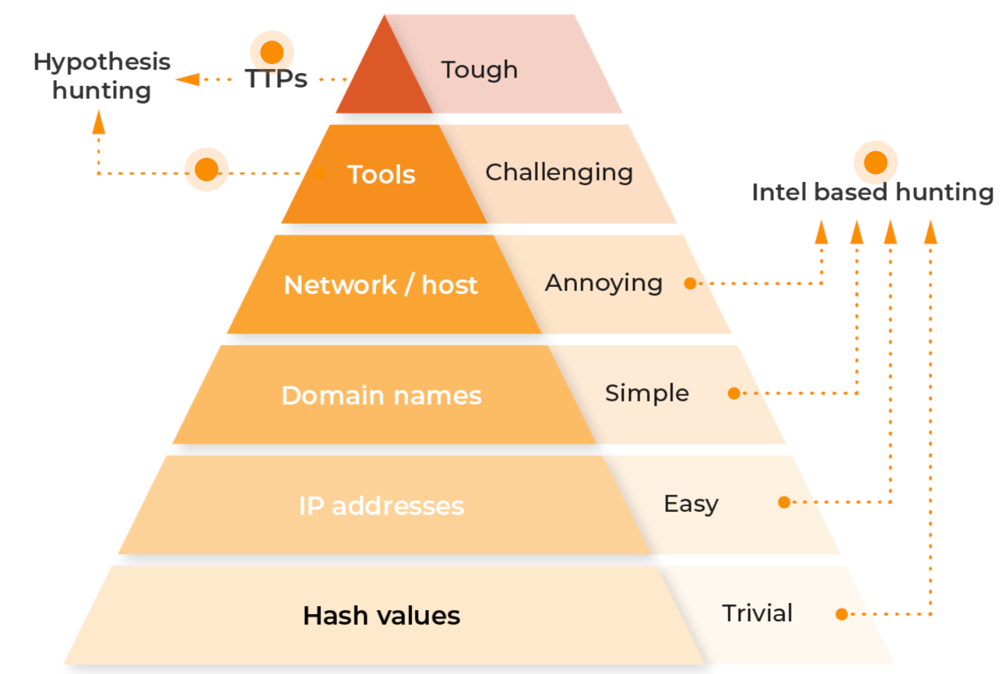 Hypothesis
hunting
TTPs
Tough
Tools
Challenging
Intel based hunting
Network / host
Annoying
Domain names
Simple
IP addresses
Easy
Hash values
Trivial